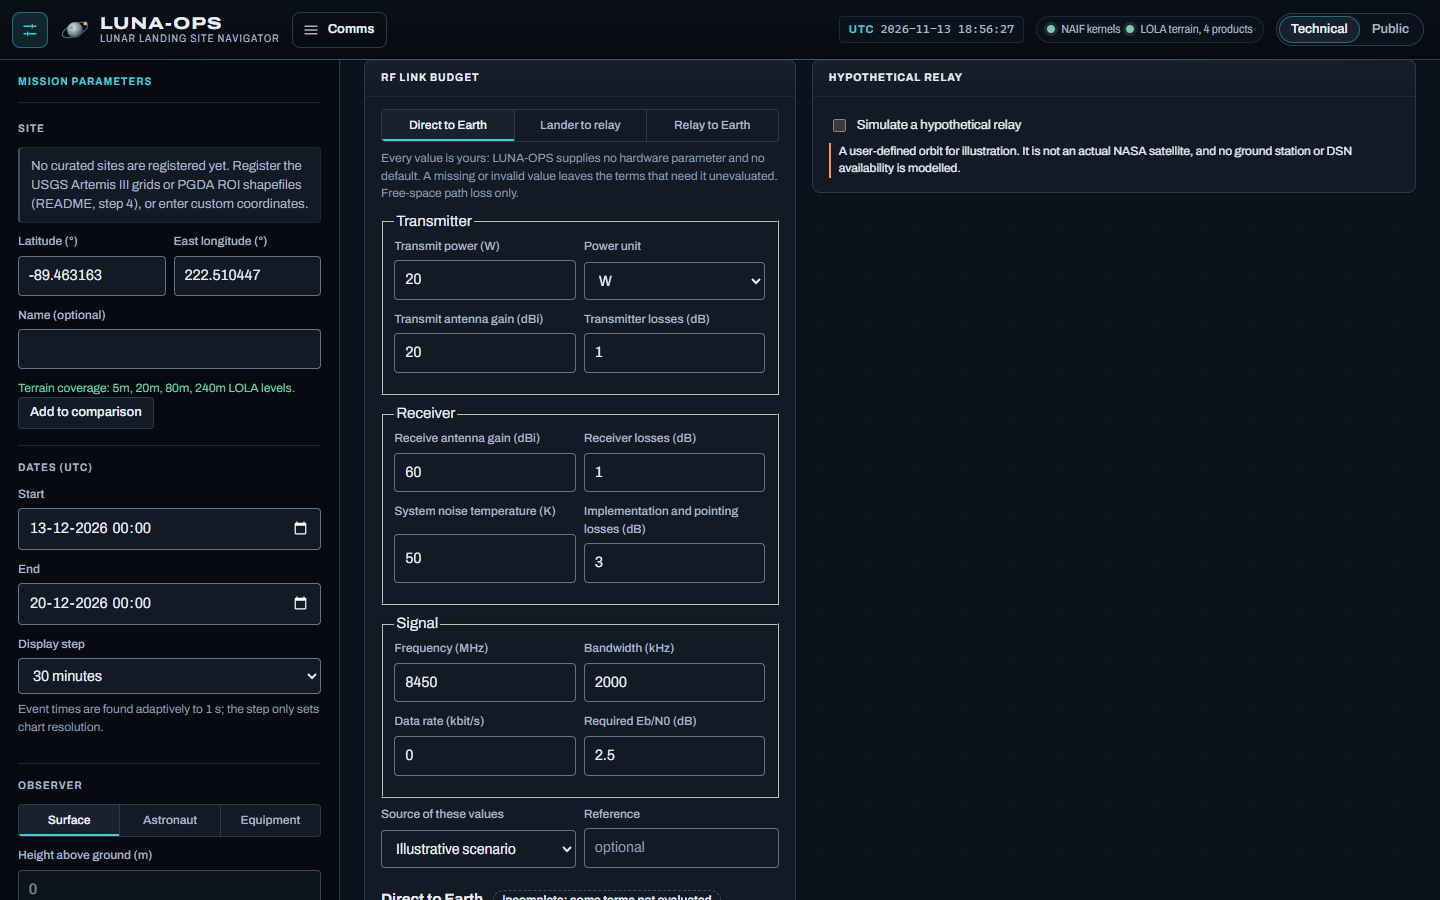 LUNA-OPS
LUNAR LANDING SITE NAVIGATOR
Comms
UTC 2026-11-13 18:56:27
NAIF kernels
LOLA terrain, 4 products
Technical
Public
MISSION PARAMETERS
SITE
No curated sites are registered yet. Register the
USGS Artemis III grids or PGDA ROI shapefiles
(README, step 4), or enter custom coordinates.
Latitude (°)
East longitude (°)
-89.463163
222.510447
Name (optional)
Terrain coverage: 5m, 20m, 80m, 240m LOLA levels.
Add to comparison
DATES (UTC)
Start
13-12-2026 00:00
End
20-12-2026 00:00
Display step
30 minutes
Event times are found adaptively to 1 s; the step only sets
chart resolution.
OBSERVER
Surface
Astronaut
Equipment
Height above ground (m)
0
RF LINK BUDGET
Direct to Earth
Lander to relay
Relay to Earth
Every value is yours: LUNA-OPS supplies no hardware parameter and no
default. A missing or invalid value leaves the terms that need it unevaluated.
Free-space path loss only.
Transmitter
Transmit power (W)
Power unit
20
W
Transmit antenna gain (dBi)
Transmitter losses (dB)
20
1
Receiver
Receive antenna gain (dBi)
Receiver losses (dB)
60
1
System noise temperature (K)
Implementation and pointing
losses (dB)
50
3
Signal
Frequency (MHz)
Bandwidth (kHz)
8450
2000
Data rate (kbit/s)
Required Eb/N0 (dB)
0
2.5
Source of these values
Reference
Illustrative scenario
optional
Direct to Earth
incomplete: some terms not evaluated
HYPOTHETICAL RELAY
Simulate a hypothetical relay
A user-defined orbit for illustration. It is not an actual NASA satellite, and no ground station or DSN
availability is modelled.